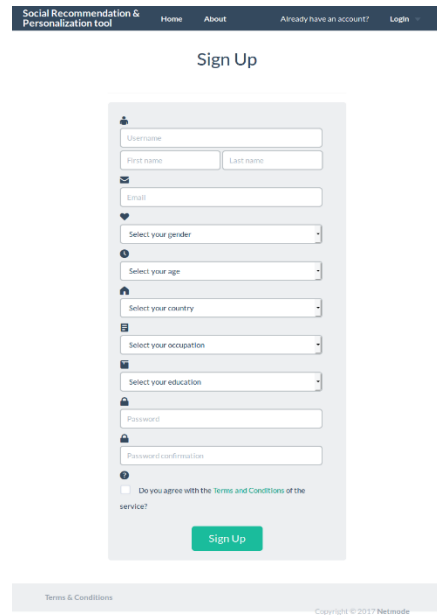 Social Recommendation &
Personalization tool
Home
About
Already have an account?
Login
Sign Up
Username
First name
Last name
Email
Select your gender
Select your age
Select your country
Select your occupation
Select your education
Password
Password confirmation
Do you agree with the Terms and Conditions of the
service?
Sign Up
Terms & Conditions
Copyright © 2017 Netmode